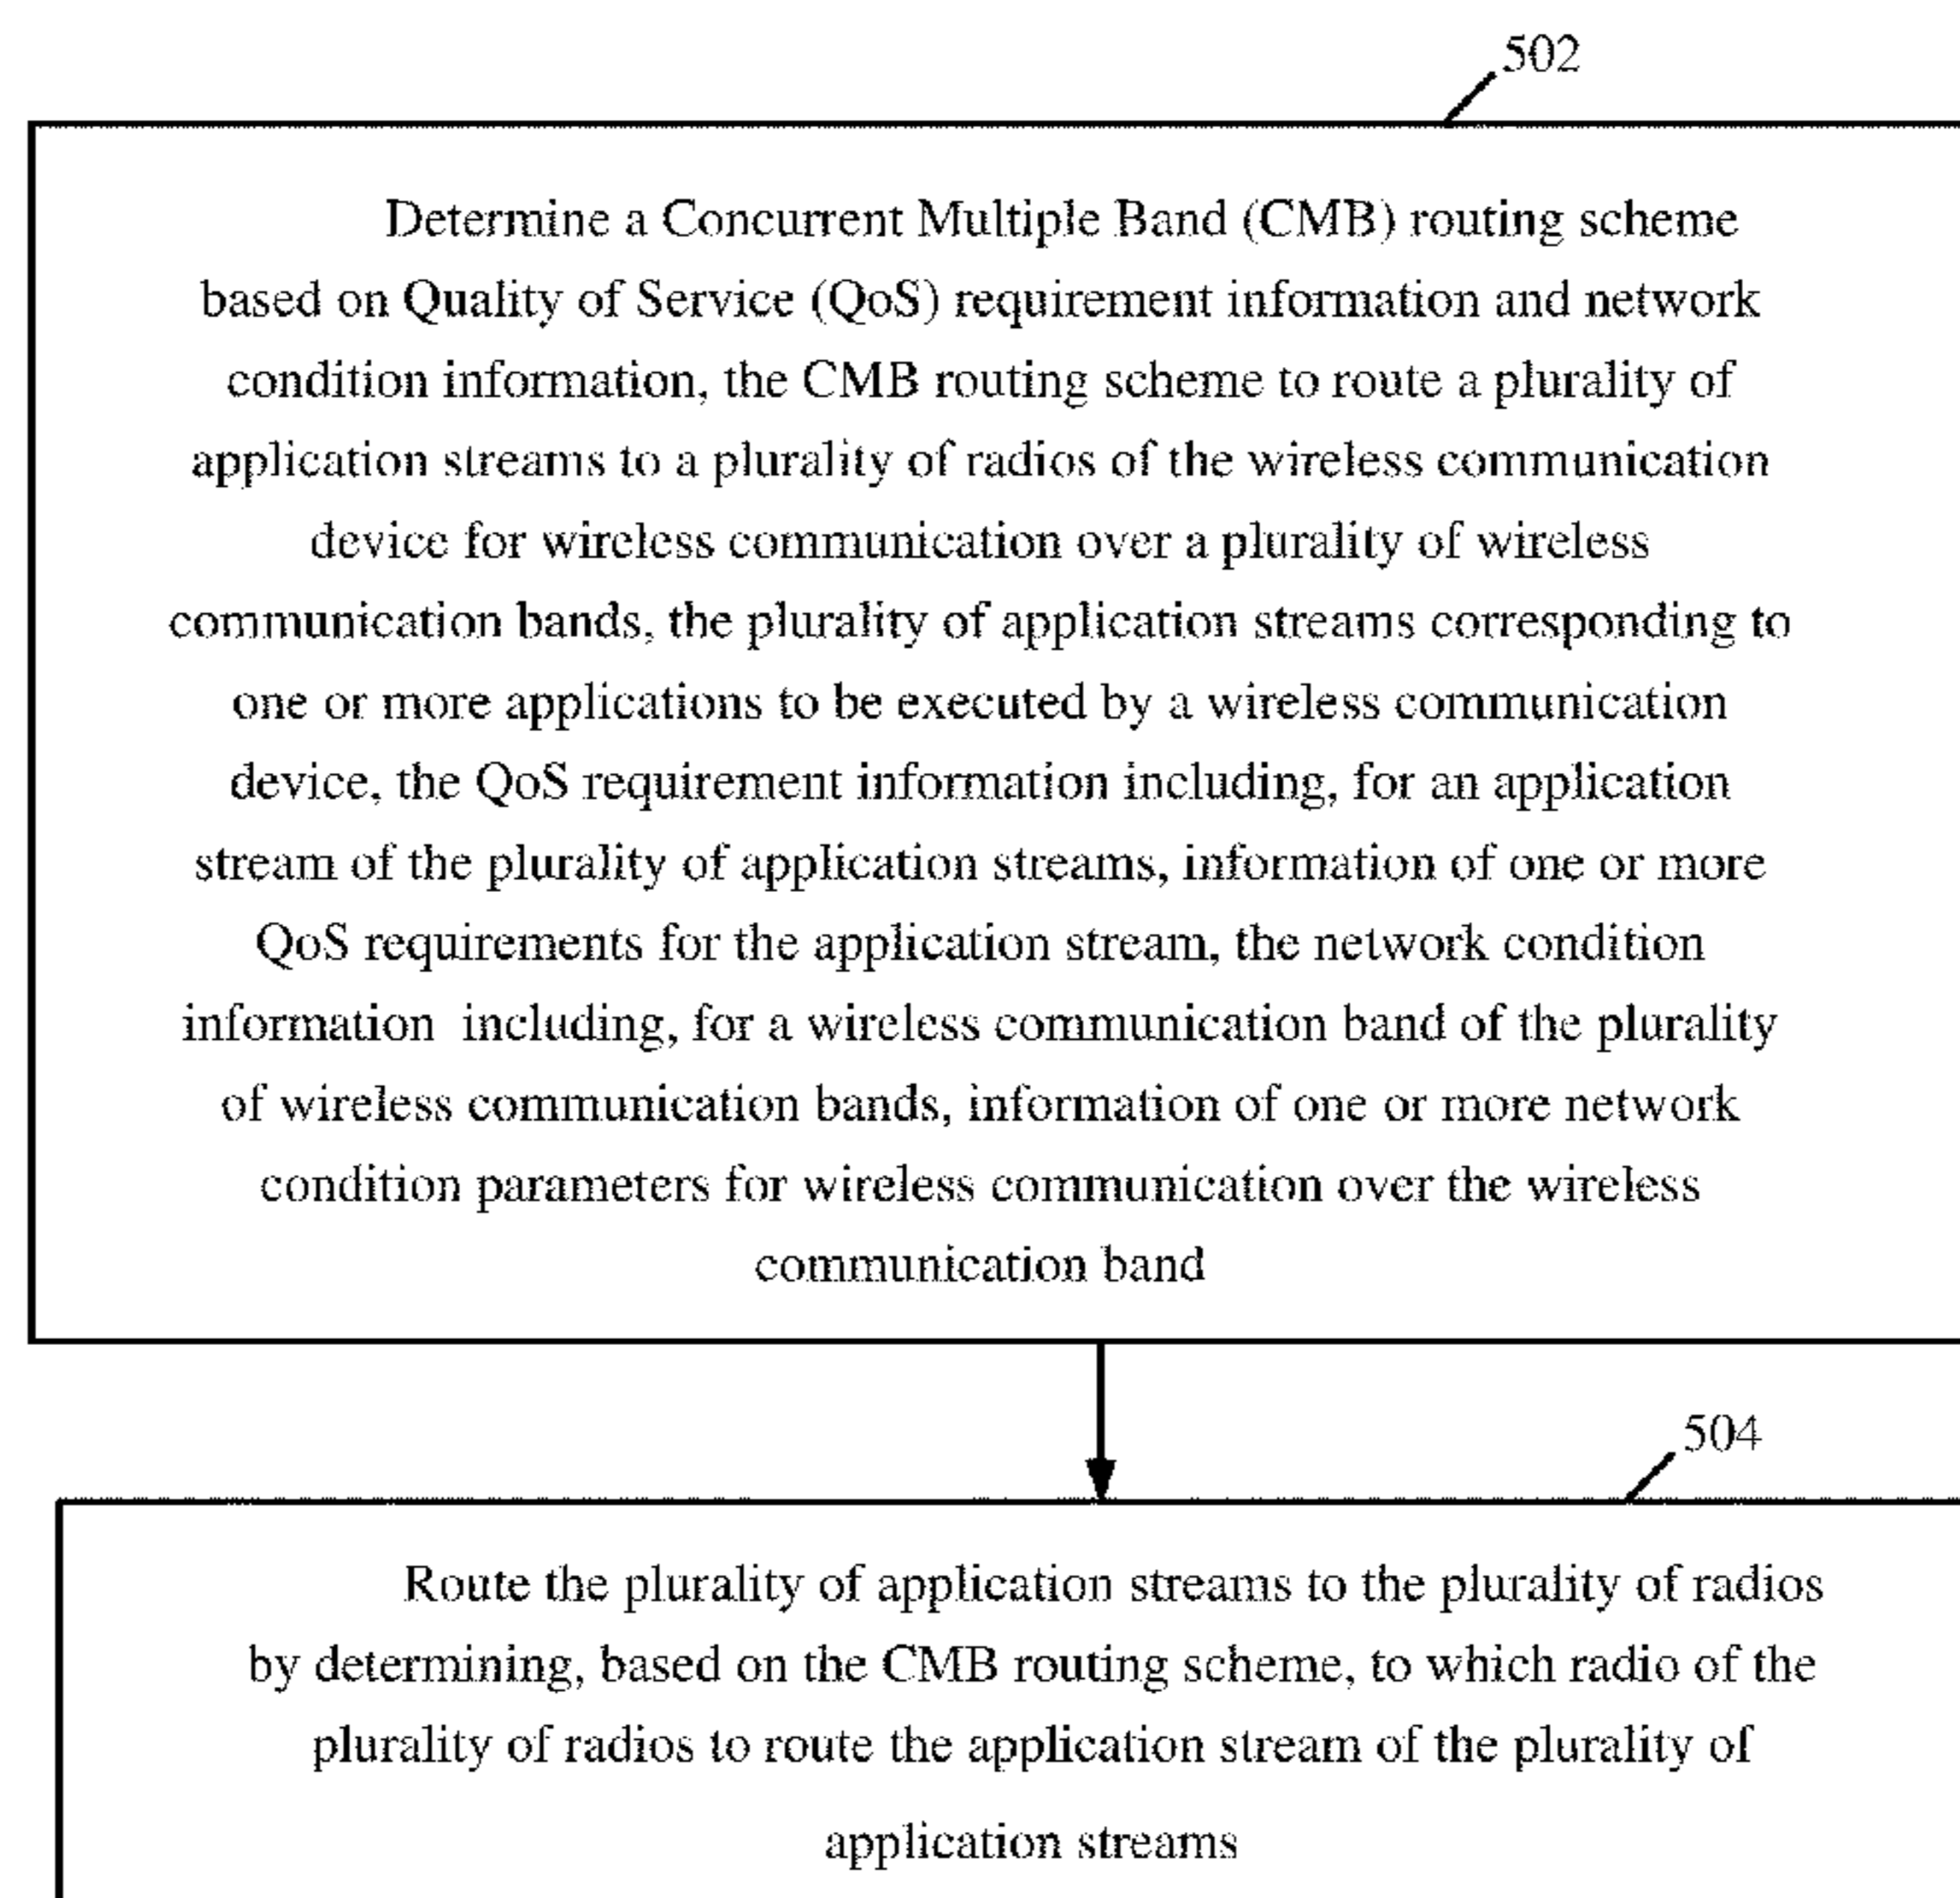 502
Determine a Concurrent Multiple Band (CMB) routing scheme
based on Quality of Service (QoS) requirement information and network
condition information, the CMB routing scheme to route a plurality of
application streams to a plurality of radios of the wireless communication
device for wireless communication over a plurality of wireless
communication bands, the plurality of application streams corresponding to
one or more applications to be executed by a wireless communication
device, the QoS requirement information including, for an application
stream of the plurality of application streams, information of one or more
QoS requirements for the application stream, the network condition
information including, for a wireless communication band of the plurality
of wireless communication bands, information of one or more network
condition parameters for wireless communication over the wireless
communication band
504
Route the plurality of application streams to the plurality of radios
by determining, based on the CMB routing scheme, to which radio of the
plurality of radios to route the application stream of the plurality of
application streams